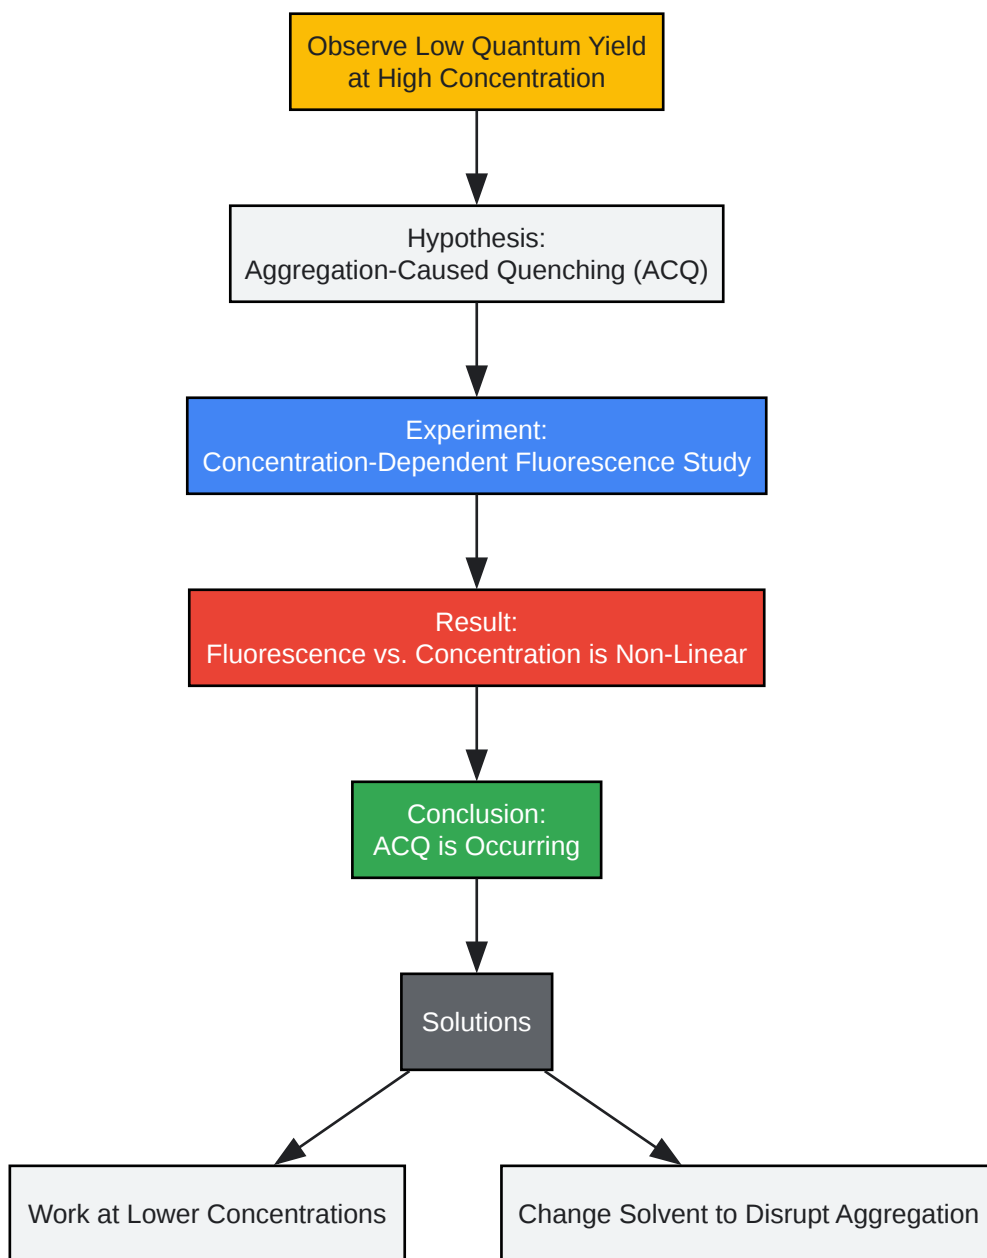 Observe Low Quantum Yield
at High Concentration
Hypothesis:
Aggregation-Caused Quenching (ACQ)
Experiment:
Concentration-Dependent Fluorescence Study
Result:
Fluorescence vs. Concentration is Non-Linear
Conclusion:
ACQ is Occurring
Solutions
Work at Lower Concentrations
Change Solvent to Disrupt Aggregation